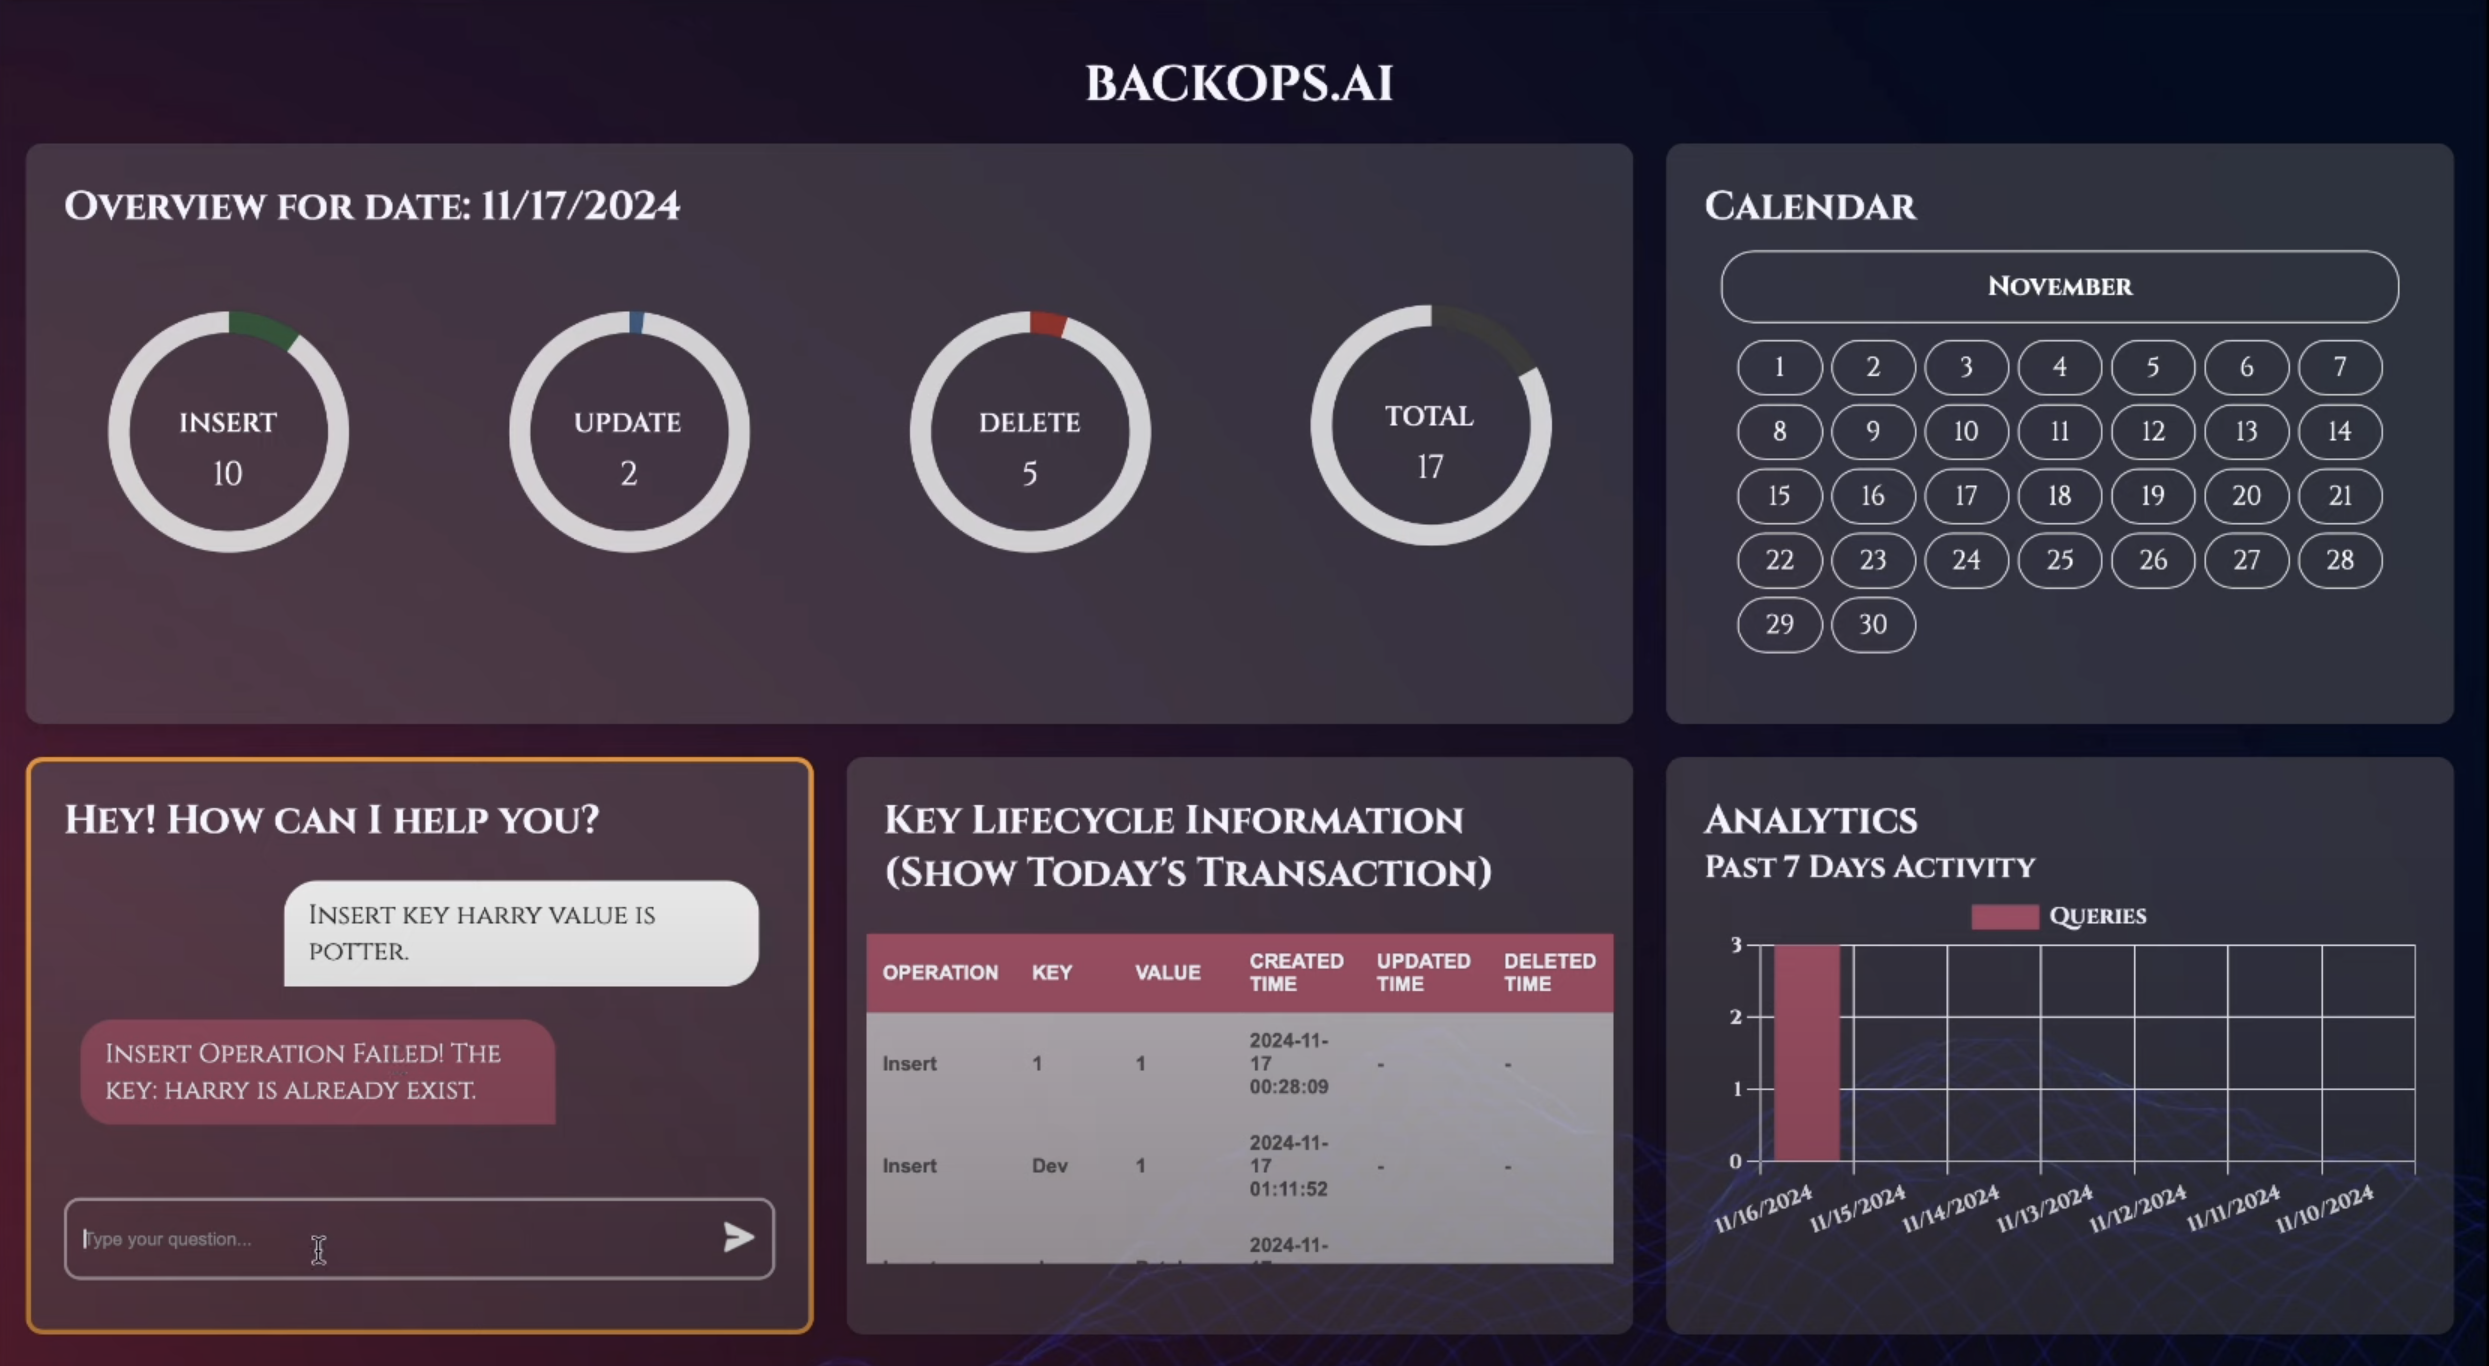 BACKOPS.AI
Overview for date: 11/17/2024
INSERT
10
UPDATE
2
DELETE
5
TOTAL
17
Calendar
November
1 2 3 4 5 6 7
8 9 10 11 12 13 14
15 16 17 18 19 20 21
22 23 24 25 26 27 28
29 30
Hey! How can I help you?
Insert key harry value is
potter.
Insert Operation Failed! The
key: harry is already exist.
Type your question...
Key Lifecycle Information
(Show Today's Transaction)
OPERATION KEY VALUE CREATED TIME UPDATED TIME DELETED TIME
Insert 1 1 2024-11-17 00:28:09 - -
Insert Dev 1 2024-11-17 01:11:52 - -
2024-11-
Analytics
Past 7 Days Activity
Queries
3
2
1
0
11/16/2024 11/15/2024 11/14/2024 11/13/2024 11/12/2024 11/11/2024 11/10/2024